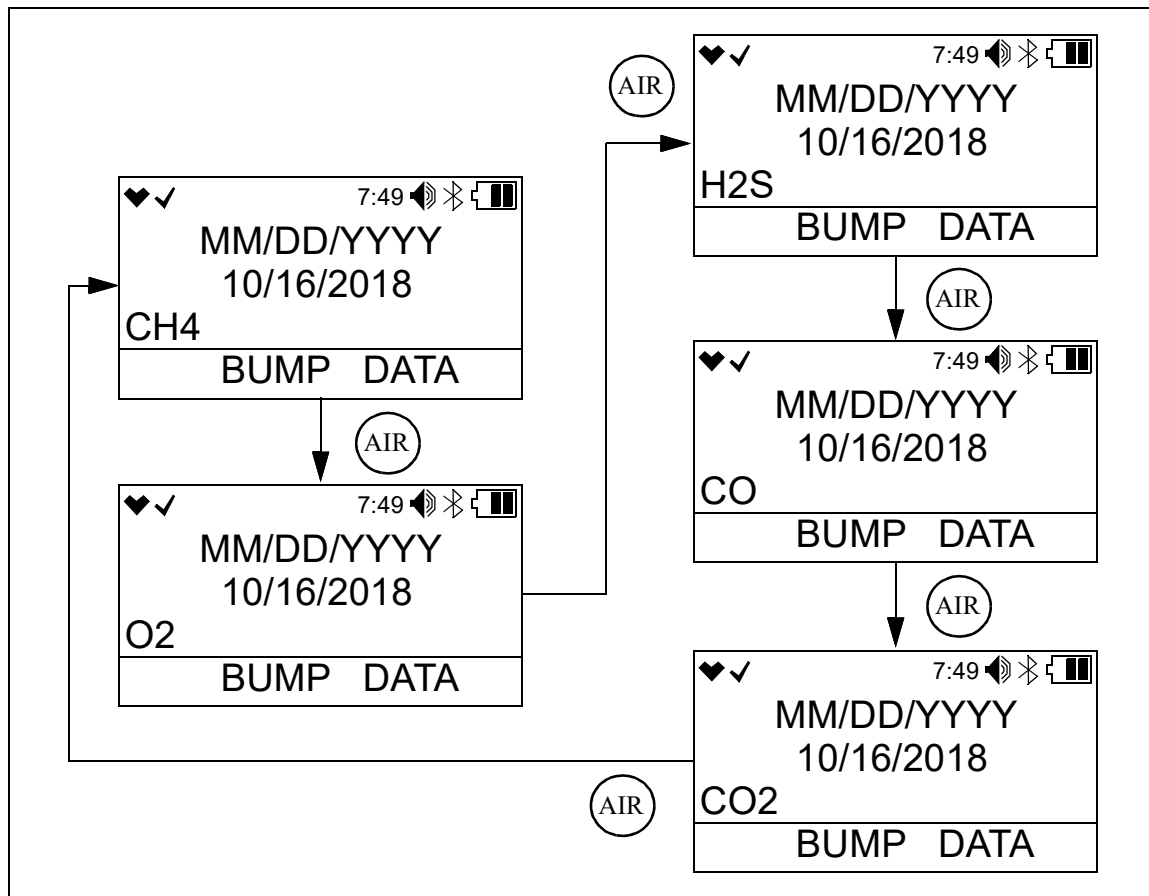 7:49
MM/DD/YYYY
10/16/2018
CH4
BUMP DATA
AIR
7:49
MM/DD/YYYY
10/16/2018
O2
BUMP DATA
AIR
7:49
MM/DD/YYYY
10/16/2018
H2S
BUMP DATA
AIR
7:49
MM/DD/YYYY
10/16/2018
CO
BUMP DATA
AIR
7:49
MM/DD/YYYY
10/16/2018
CO2
BUMP DATA
AIR